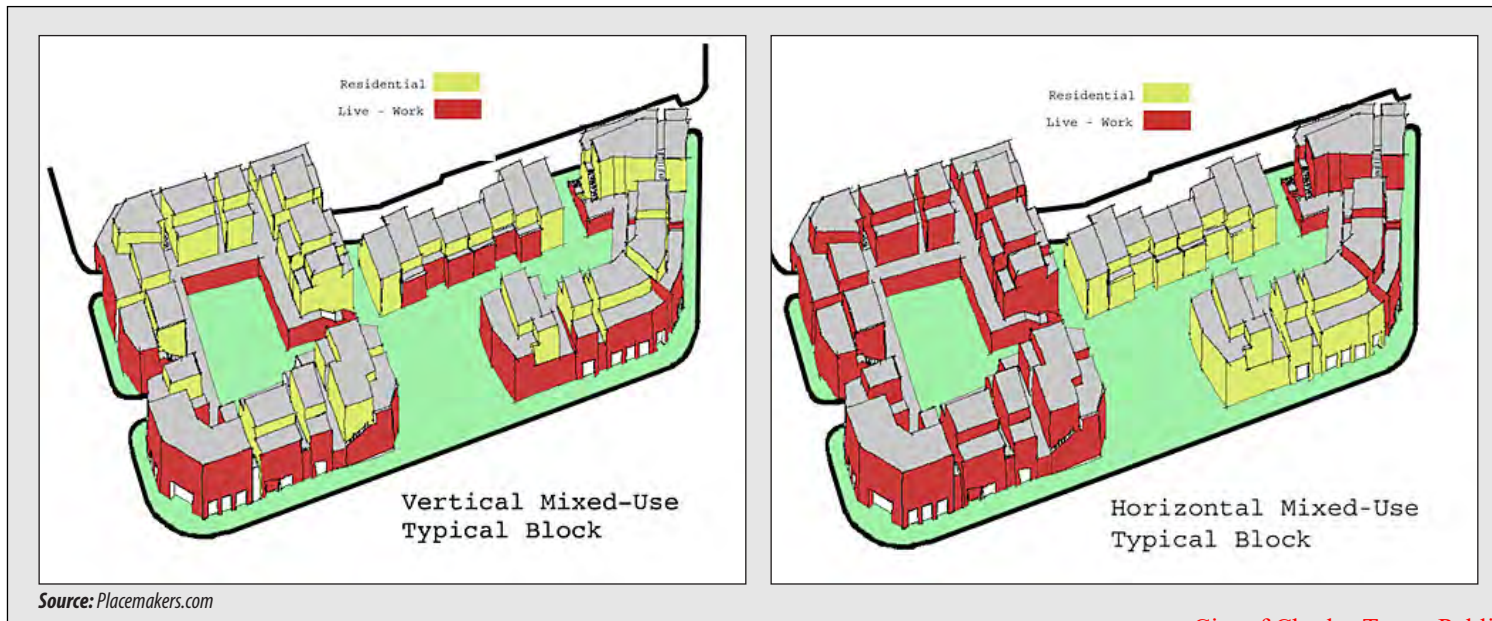 Residential
Live - Work
Vertical Mixed-Use
Typical Block
Residential
Live - Work
Horizontal Mixed-Use
Typical Block
Source: Placemakers.com